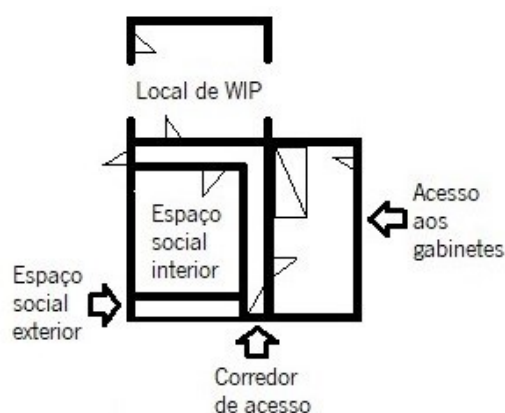 Local de WIP
Espaço
social
interior
Acesso
aos
gabinetes
Espaço
social
exterior
Corredor
de acesso